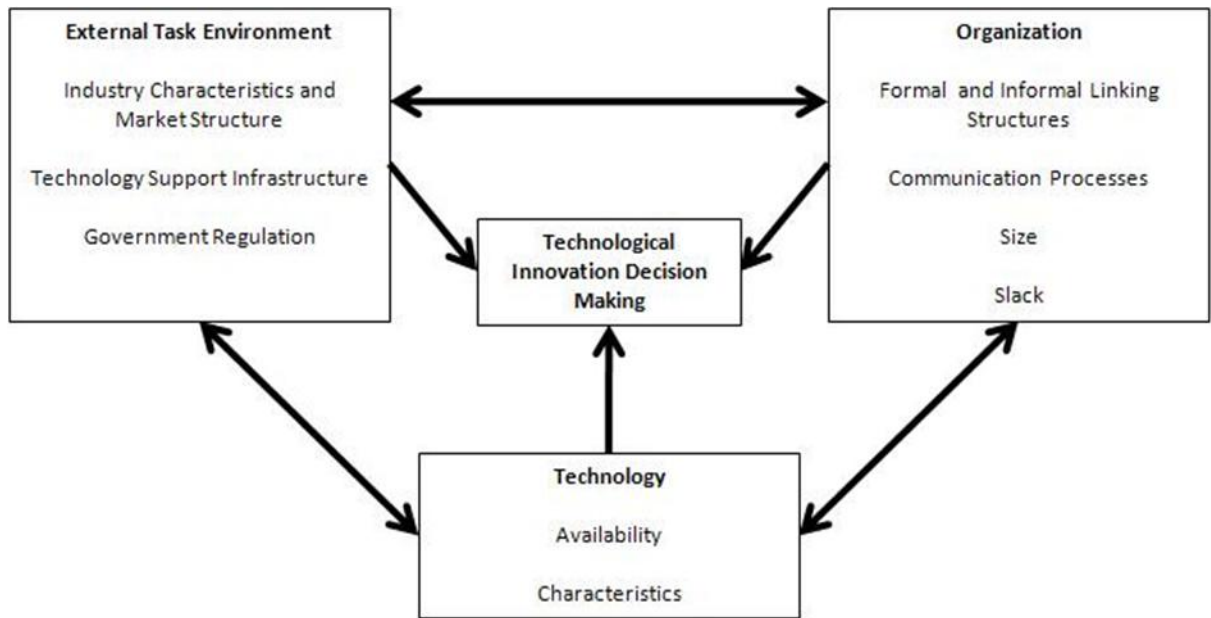 External Task Environment
Industry Characteristics and
Market Structure
Technology Support Infrastructure
Government Regulation
Organization
Formal and Informal Linking
Structures
Communication Processes
Size
Slack
Technological
Innovation Decision
Making
Technology
Availability
Characteristics